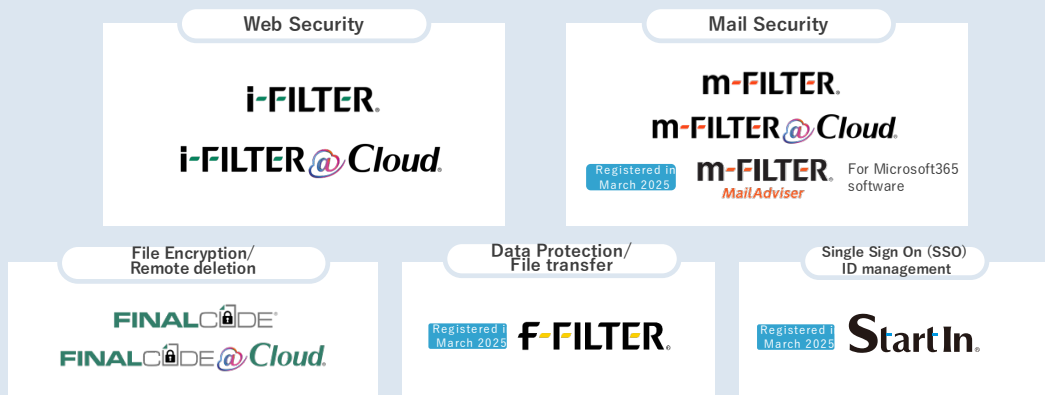 Web Security
i-FILTER®
i-FILTER@Cloud®
Mail Security
m-FILTER®
m-FILTER@Cloud®
Registered in
March 2025
m-FILTER®
MailAdviser
For Microsoft365
software
File Encryption/
Remote deletion
FINALCODE®
FINALCODE@Cloud®
Data Protection/
File transfer
Registered i
March 2025
f-FILTER®
Single Sign On (SSO)
ID management
Registered i
March 2025
StartIn®